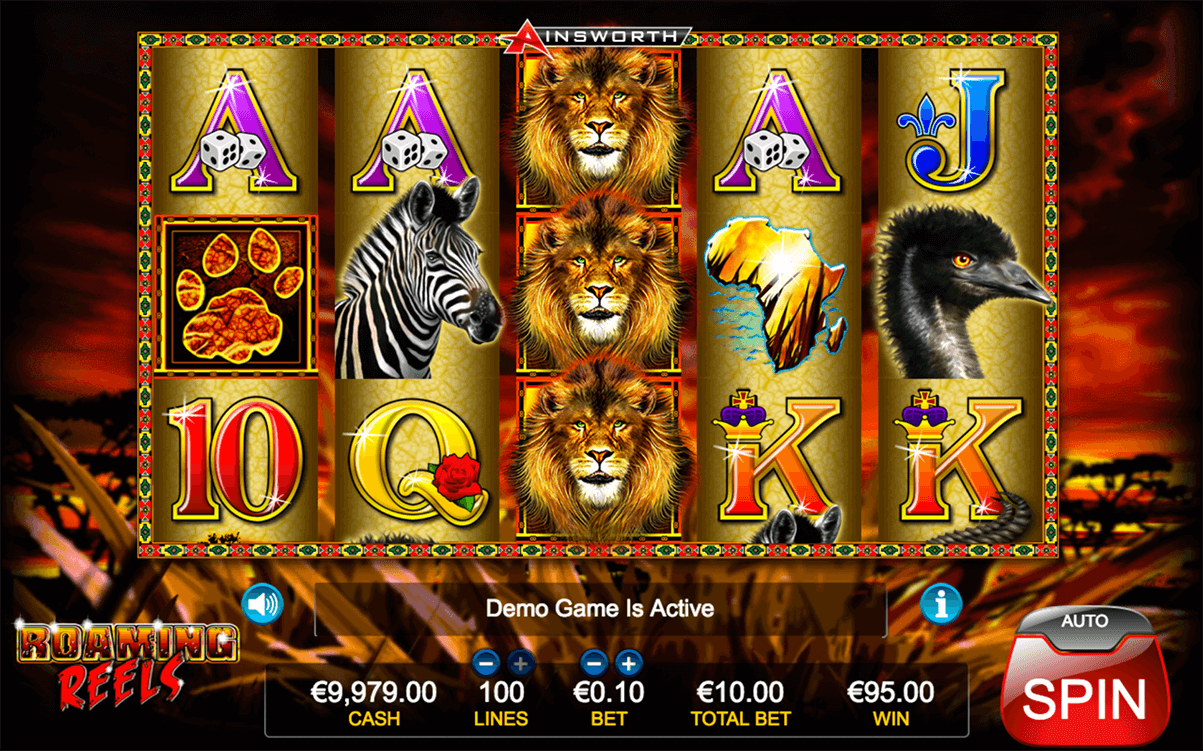 AINSWORTH
A A A J
10 Q K K
Demo Game Is Active
i
AUTO
SPIN
ROAMING
REELS
€9,979.00 100 €0.10 €10.00 €95.00
CASH LINES BET TOTAL BET WIN